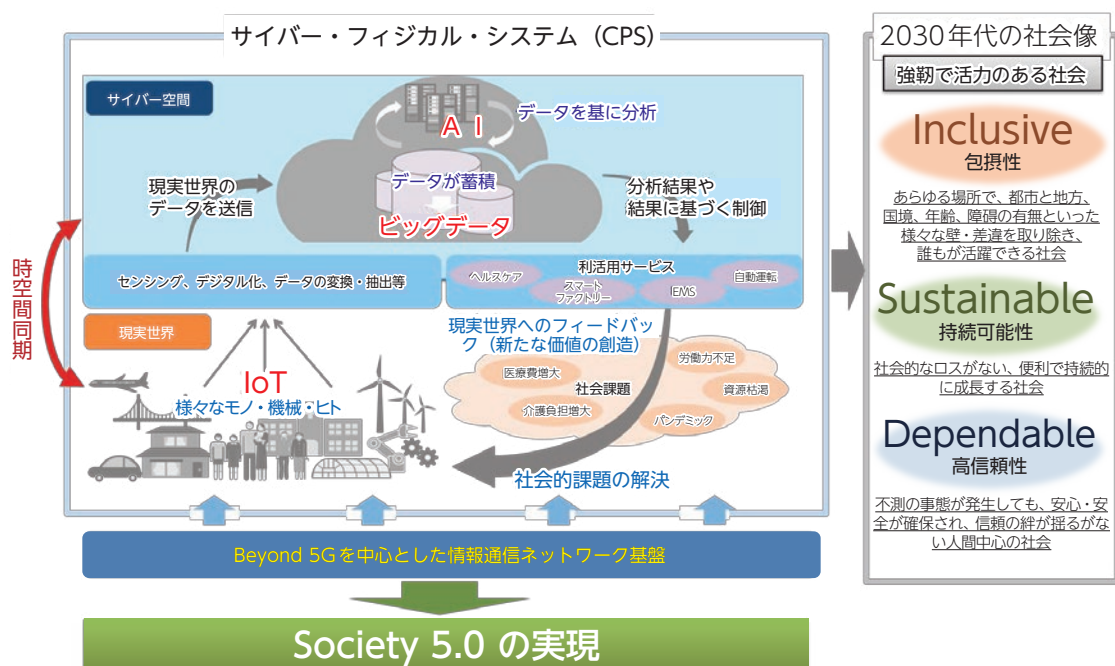 サイバー・フィジカル・システム（CPS）
サイバー空間
AI
データを基に分析
データが蓄積
ビッグデータ
現実世界の
データを送信
分析結果や
結果に基づく制御
時空間同期
センシング、デジタル化、データの変換・抽出等
利活用サービス
ヘルスケア
スマート
ファクトリー
IEMS
自動運転
現実世界
現実世界へのフィードバッ
ク（新たな価値の創造）
IoT
様々なモノ・機械・ヒト
医療費増大
社会課題
労働力不足
資源枯渇
介護負担増大
パンデミック
社会的課題の解決
Beyond 5Gを中心とした情報通信ネットワーク基盤
Society 5.0 の実現
2030年代の社会像
強靭で活力のある社会
Inclusive
包摂性
あらゆる場所で、都市と地方、
国境、年齢、障碍の有無といった
様々な壁・差違を取り除き、
誰もが活躍できる社会
Sustainable
持続可能性
社会的なロスがない、便利で持続的
に成長する社会
Dependable
高信頼性
不測の事態が発生しても、安心・安
全が確保され、信頼の絆が揺るがな
い人間中心の社会